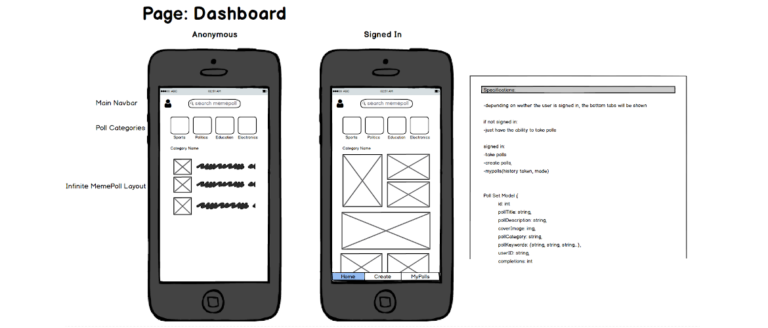 Page: Dashboard
Anonymous
Signed In
Main Navbar
Poll Categories
Infinite MemePoll Layout
search memepoll
Sports Politics Education Electronics
Category Name
search memepoll
Sports Politics Education Electronics
Category Name
Home Create MyPolls
Specifications
-depending on whether the user is signed in, the bottom tabs will be shown
if not signed in:
-just have the ability to take polls
signed in:
-take polls
-create polls,
-mypolls(history taken, made)
Poll Set Model {
id: int
pollTitle: string,
pollDescription: string,
coverImage: img,
pollCategory: string,
pollKeywords: {string, string, string, },
userID: string,
completions: int